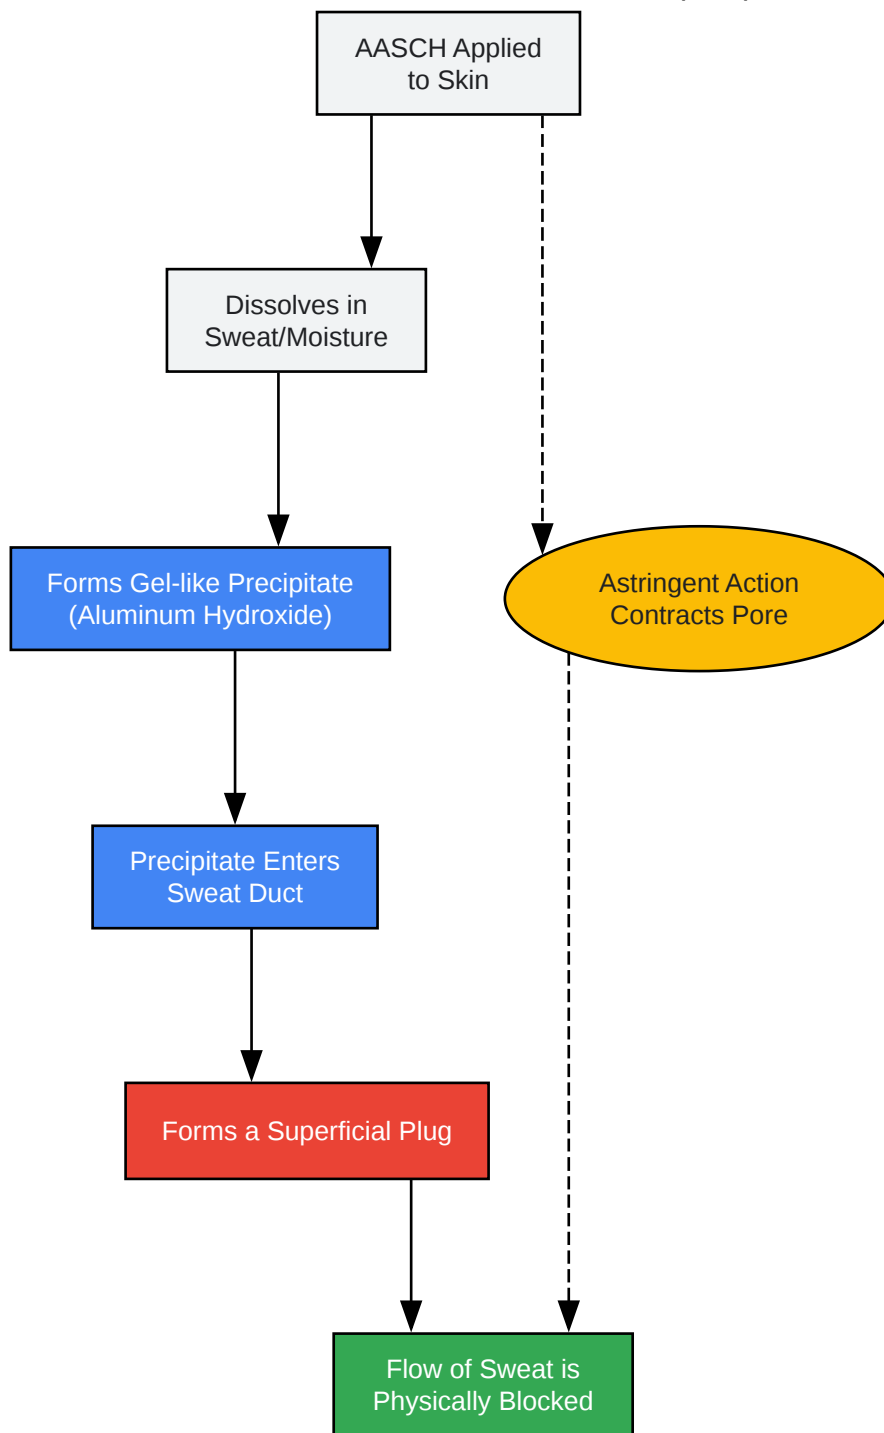 AASCH Applied
to Skin
Dissolves in
Sweat/Moisture
Forms Gel-like Precipitate
(Aluminum Hydroxide)
Astringent Action
Contracts Pore
Precipitate Enters
Sweat Duct
Forms a Superficial Plug
Flow of Sweat is
Physically Blocked